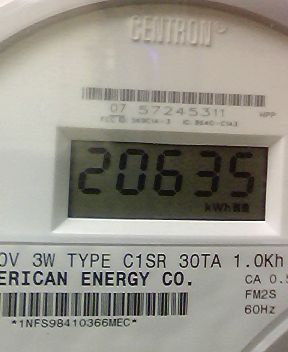 CENTRON®
07 57245311
HPP
20635
kWh
0V 3W TYPE C1SR 30TA 1.0Kh
ERICAN ENERGY CO.
CA 0.5
FM2S
60Hz
*1NFS98410366MEC*